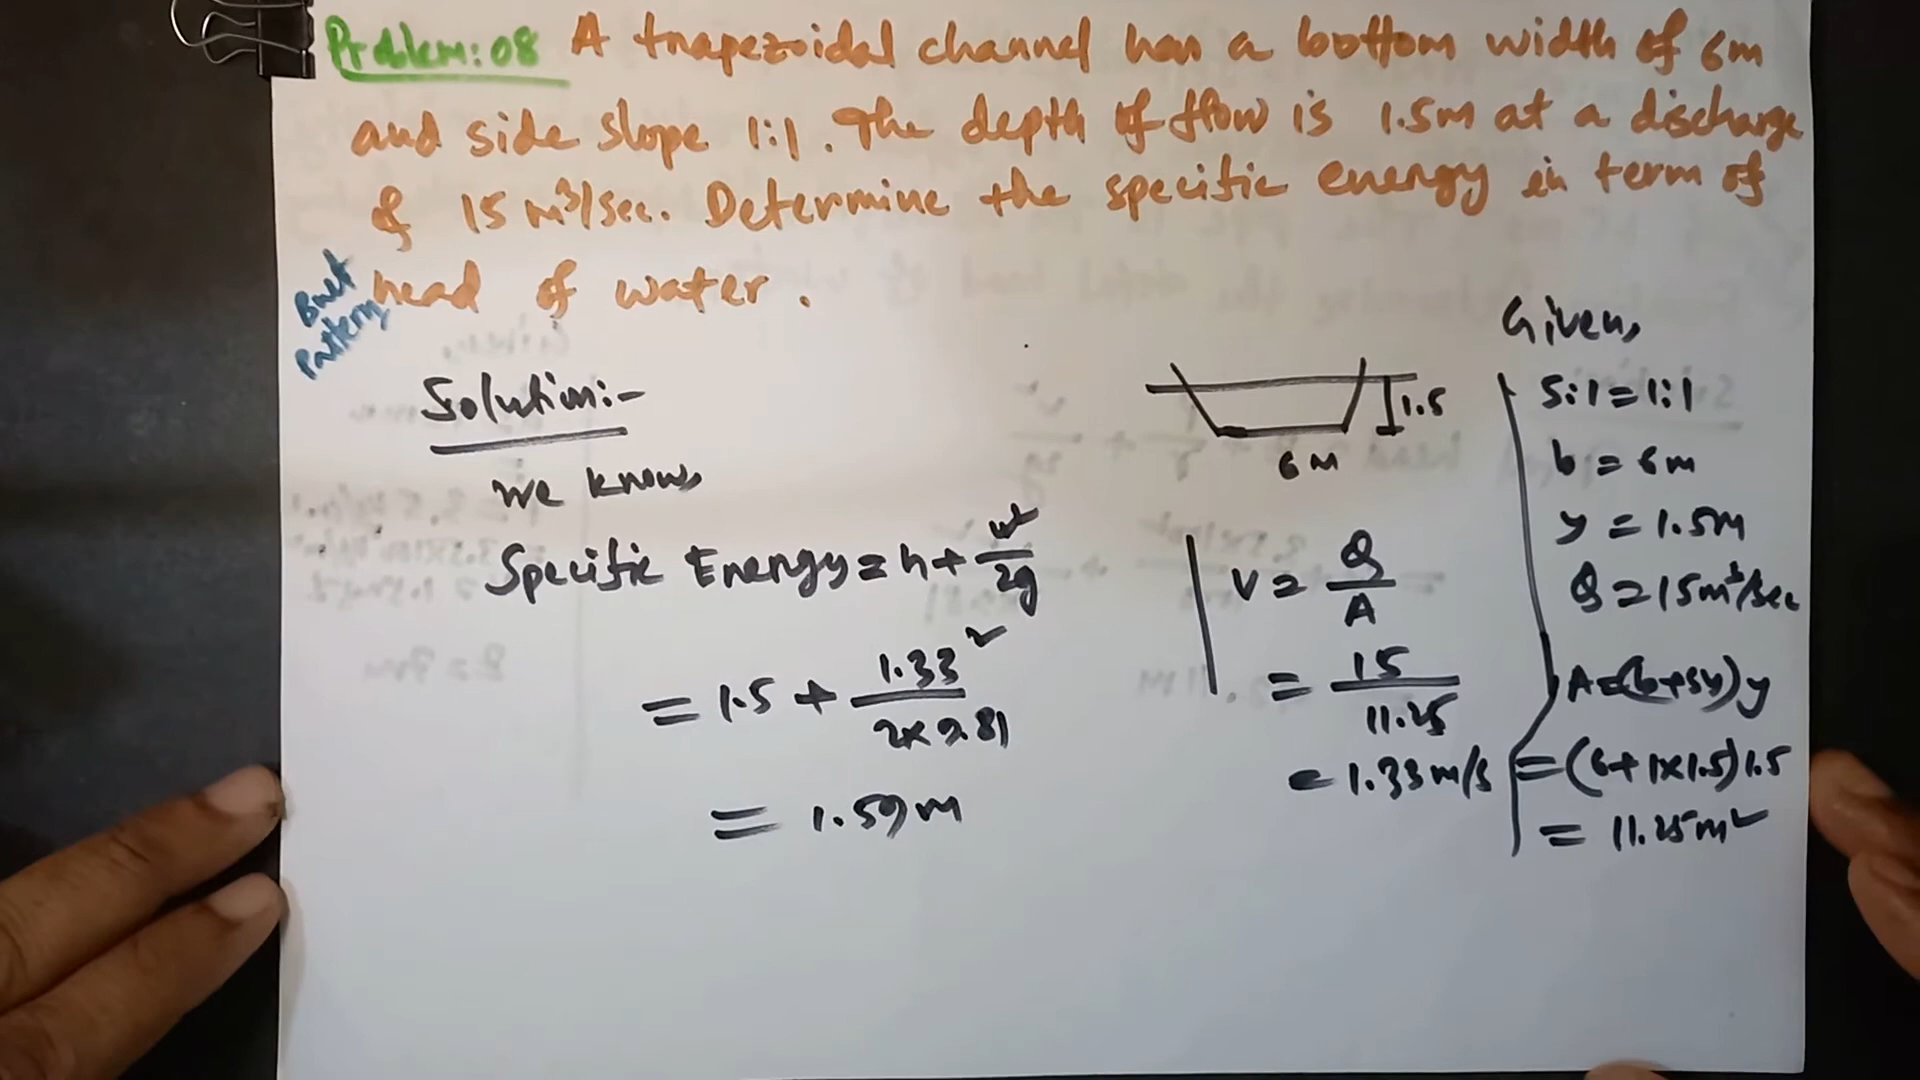 Problem: 08 A trapezoidal channel has a bottom width of 6m
and side slope 1:1. The depth of flow is 1.5m at a discharge
of 15 m³/sec. Determine the specific energy in term of
head of water.
Buet
Pattern
Solution:-
We know,
Specific Energy = h + v²/2g
= 1.5 + 1.33²/2×9.81
= 1.59m
1.5
6m
V = Q/A
= 15/11.25
= 1.33 m/s
Given,
S:1 = 1:1
b = 6m
y = 1.5m
Q = 15m³/sec
A = (b+sy)y
= (6+1×1.5)1.5
= 11.25m²